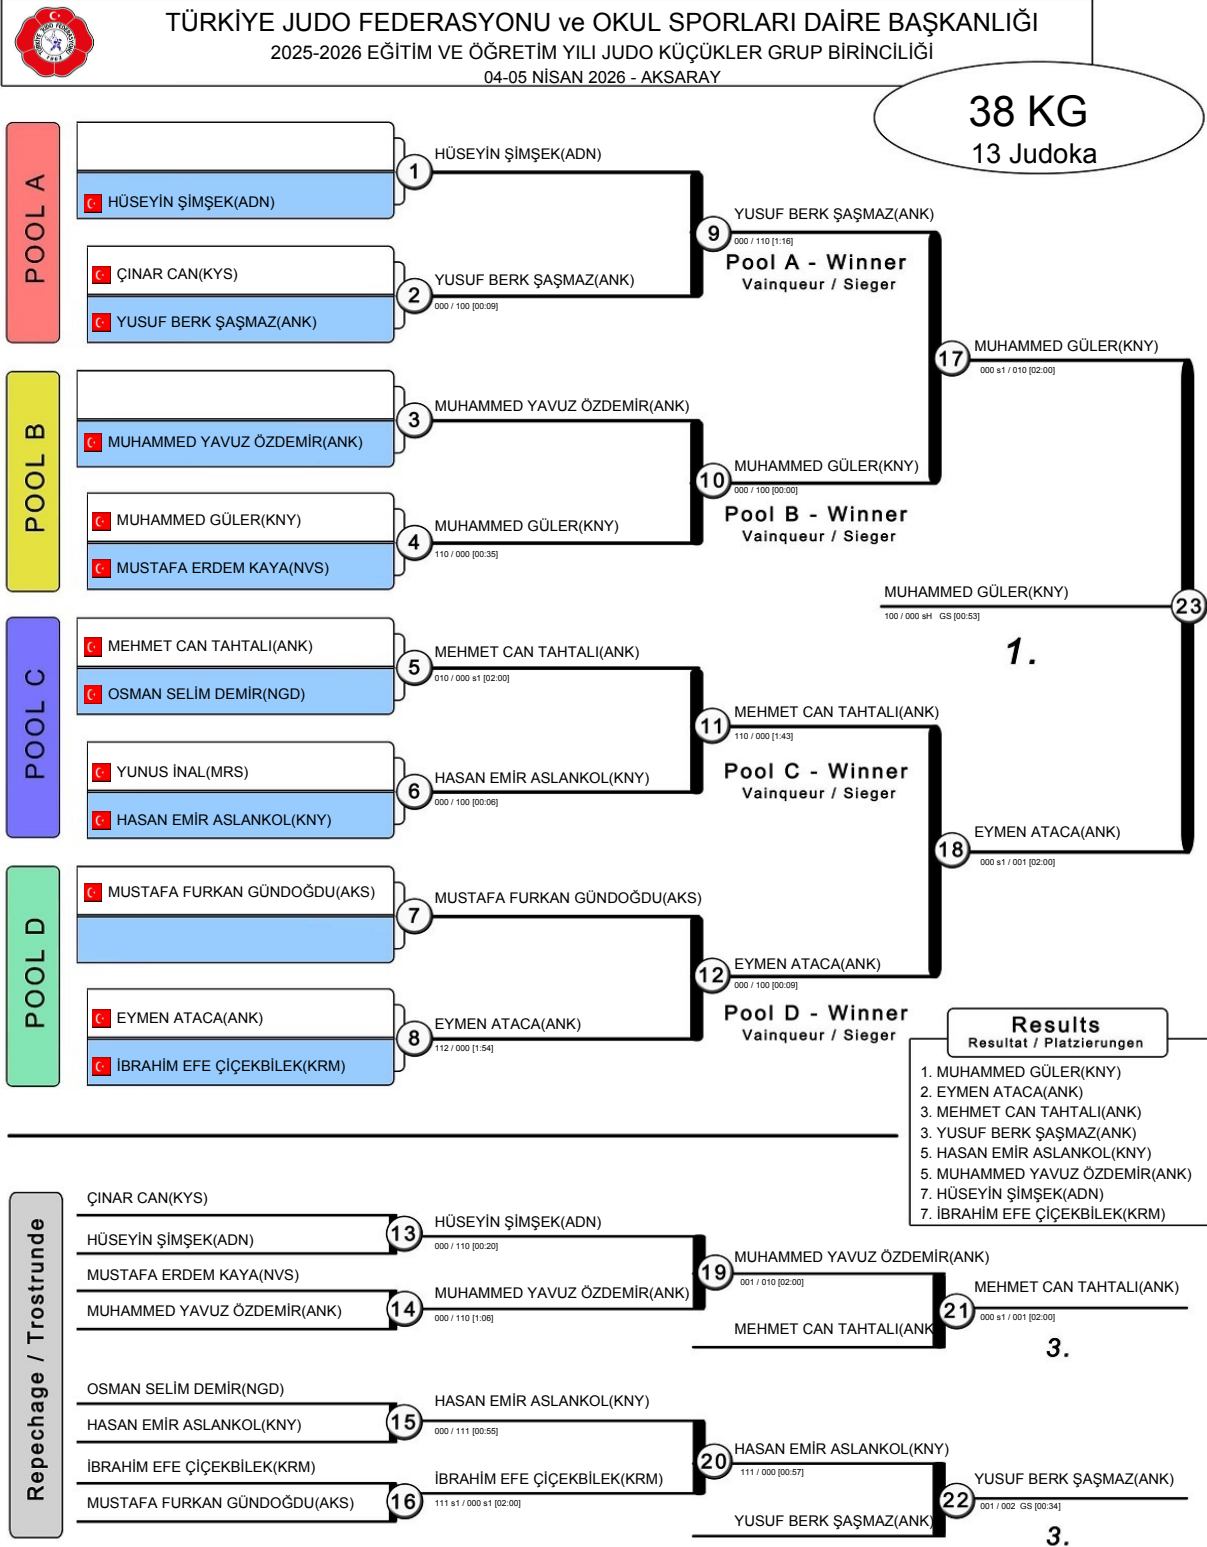 TÜRKİYE JUDO FEDERASYONU ve OKUL SPORLARI DAİRE BAŞKANLIĞI
2025-2026 EĞİTİM VE ÖĞRETİM YILI JUDO KÜÇÜKLER GRUP BİRİNCİLİĞİ
04-05 NİSAN 2026 - AKSARAY
38 KG
13 Judoka
POOL A
HÜSEYİN ŞİMŞEK(ADN)
ÇINAR CAN(KYS)
YUSUF BERK ŞAŞMAZ(ANK)
1
HÜSEYİN ŞİMŞEK(ADN)
2
YUSUF BERK ŞAŞMAZ(ANK)
000 / 100 [00:09]
9
YUSUF BERK ŞAŞMAZ(ANK)
000 / 110 [1:16]
Pool A - Winner
Vainqueur / Sieger
POOL B
MUHAMMED YAVUZ ÖZDEMİR(ANK)
MUHAMMED GÜLER(KNY)
MUSTAFA ERDEM KAYA(NVS)
3
MUHAMMED YAVUZ ÖZDEMİR(ANK)
4
MUHAMMED GÜLER(KNY)
110 / 000 [00:35]
10
MUHAMMED GÜLER(KNY)
000 / 100 [00:00]
Pool B - Winner
Vainqueur / Sieger
17
MUHAMMED GÜLER(KNY)
000 s1 / 010 [02:00]
POOL C
MEHMET CAN TAHTALI(ANK)
OSMAN SELİM DEMİR(NGD)
YUNUS İNAL(MRS)
HASAN EMİR ASLANKOL(KNY)
5
MEHMET CAN TAHTALI(ANK)
010 / 000 s1 [02:00]
6
HASAN EMİR ASLANKOL(KNY)
000 / 100 [00:06]
11
MEHMET CAN TAHTALI(ANK)
110 / 000 [1:43]
Pool C - Winner
Vainqueur / Sieger
POOL D
MUSTAFA FURKAN GÜNDOĞDU(AKS)
EYMEN ATACA(ANK)
İBRAHİM EFE ÇİÇEKBİLEK(KRM)
7
MUSTAFA FURKAN GÜNDOĞDU(AKS)
8
EYMEN ATACA(ANK)
112 / 000 [1:54]
12
EYMEN ATACA(ANK)
000 / 100 [00:09]
Pool D - Winner
Vainqueur / Sieger
18
EYMEN ATACA(ANK)
000 s1 / 001 [02:00]
MUHAMMED GÜLER(KNY)
23
100 / 000 sH GS [00:53]
1.
Results
Resultat / Platzierungen
1. MUHAMMED GÜLER(KNY)
2. EYMEN ATACA(ANK)
3. MEHMET CAN TAHTALI(ANK)
3. YUSUF BERK ŞAŞMAZ(ANK)
5. HASAN EMİR ASLANKOL(KNY)
5. MUHAMMED YAVUZ ÖZDEMİR(ANK)
7. HÜSEYİN ŞİMŞEK(ADN)
7. İBRAHİM EFE ÇİÇEKBİLEK(KRM)
Repechage / Trostrunde
ÇINAR CAN(KYS)
HÜSEYİN ŞİMŞEK(ADN)
MUSTAFA ERDEM KAYA(NVS)
MUHAMMED YAVUZ ÖZDEMİR(ANK)
13
HÜSEYİN ŞİMŞEK(ADN)
000 / 110 [00:20]
14
MUHAMMED YAVUZ ÖZDEMİR(ANK)
000 / 110 [1:06]
19
MUHAMMED YAVUZ ÖZDEMİR(ANK)
001 / 010 [02:00]
MEHMET CAN TAHTALI(ANK
21
MEHMET CAN TAHTALI(ANK)
000 s1 / 001 [02:00]
3.
OSMAN SELİM DEMİR(NGD)
HASAN EMİR ASLANKOL(KNY)
İBRAHİM EFE ÇİÇEKBİLEK(KRM)
MUSTAFA FURKAN GÜNDOĞDU(AKS)
15
HASAN EMİR ASLANKOL(KNY)
000 / 111 [00:55]
16
İBRAHİM EFE ÇİÇEKBİLEK(KRM)
111 s1 / 000 s1 [02:00]
20
HASAN EMİR ASLANKOL(KNY)
111 / 000 [00:57]
YUSUF BERK ŞAŞMAZ(ANK)
22
YUSUF BERK ŞAŞMAZ(ANK)
001 / 002 GS [00:34]
3.